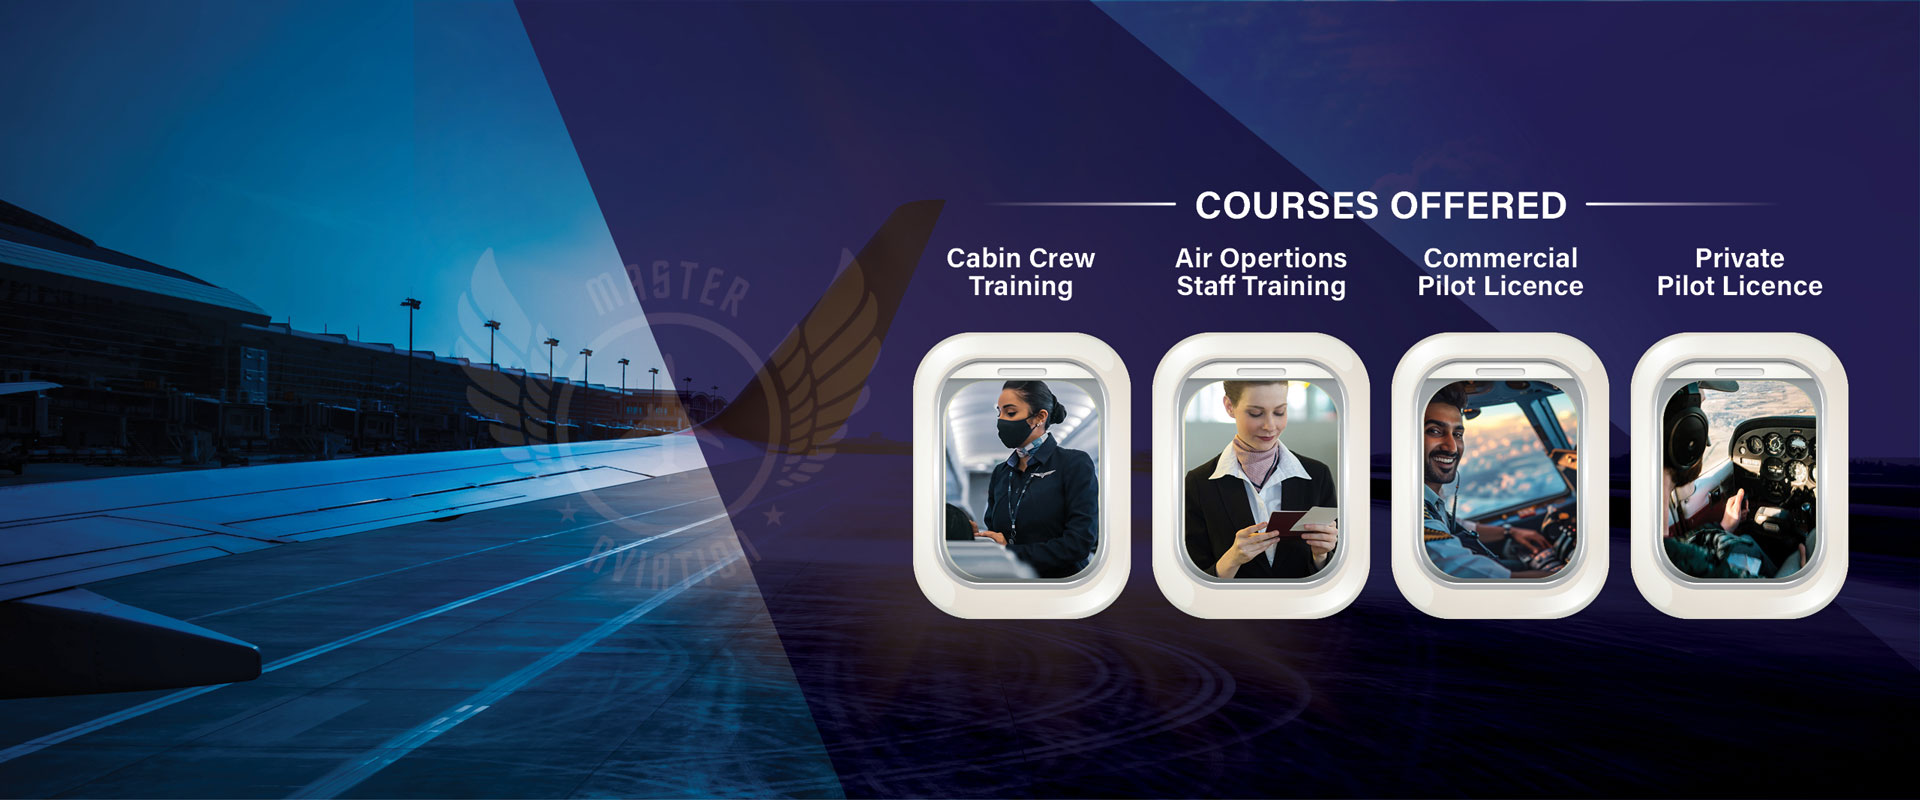 COURSES OFFERED
Cabin Crew
Training
Air Opertions
Staff Training
Commercial
Pilot Licence
Private
Pilot Licence
MASTER
AVIATION